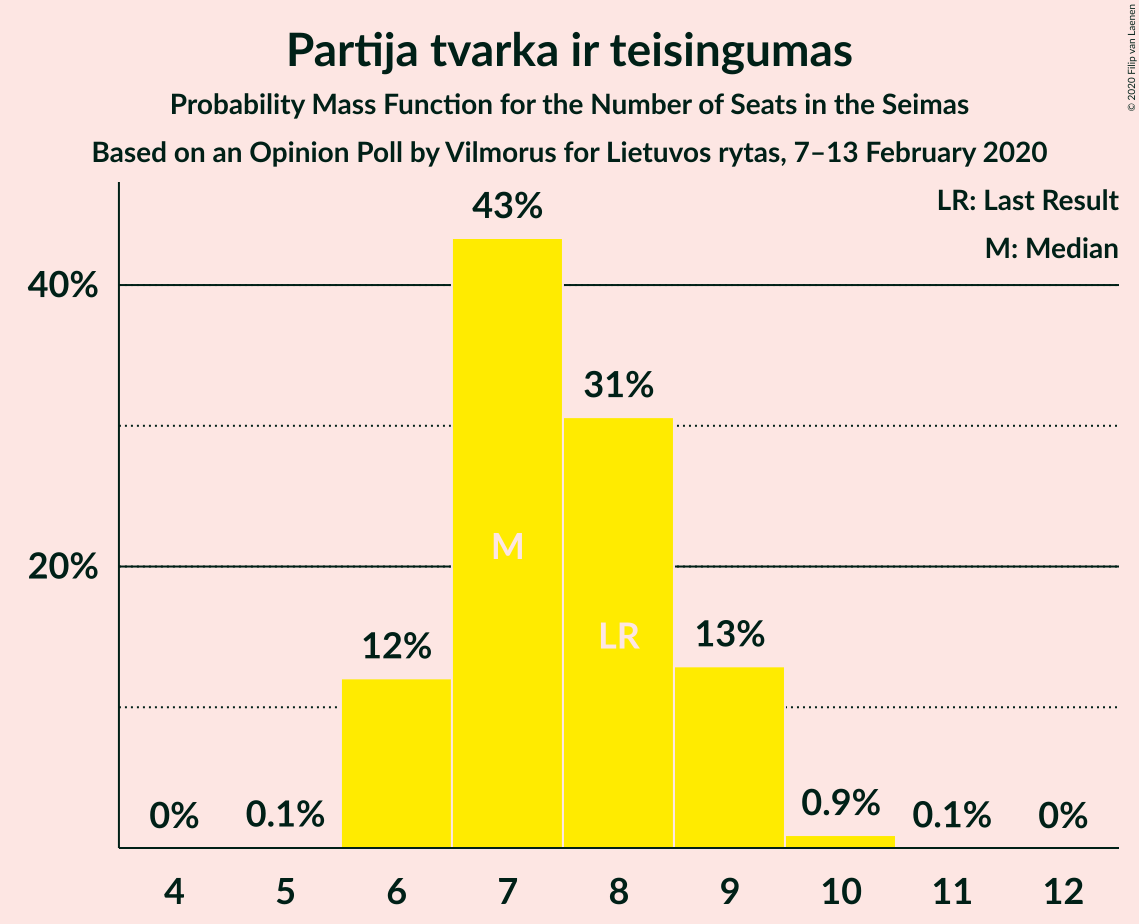 Partija tvarka ir teisingumas
Probability Mass Function for the Number of Seats in the Seimas
Based on an Opinion Poll by Vilmorus for Lietuvos rytas, 7–13 February 2020
© 2020 Filip van Laenen
LR: Last Result
M: Median
43%
40%
31%
M
20%
LR
13%
12%
0%
0.1%
0.9%
0.1%
0%
4 5 6 7 8 9 10 11 12